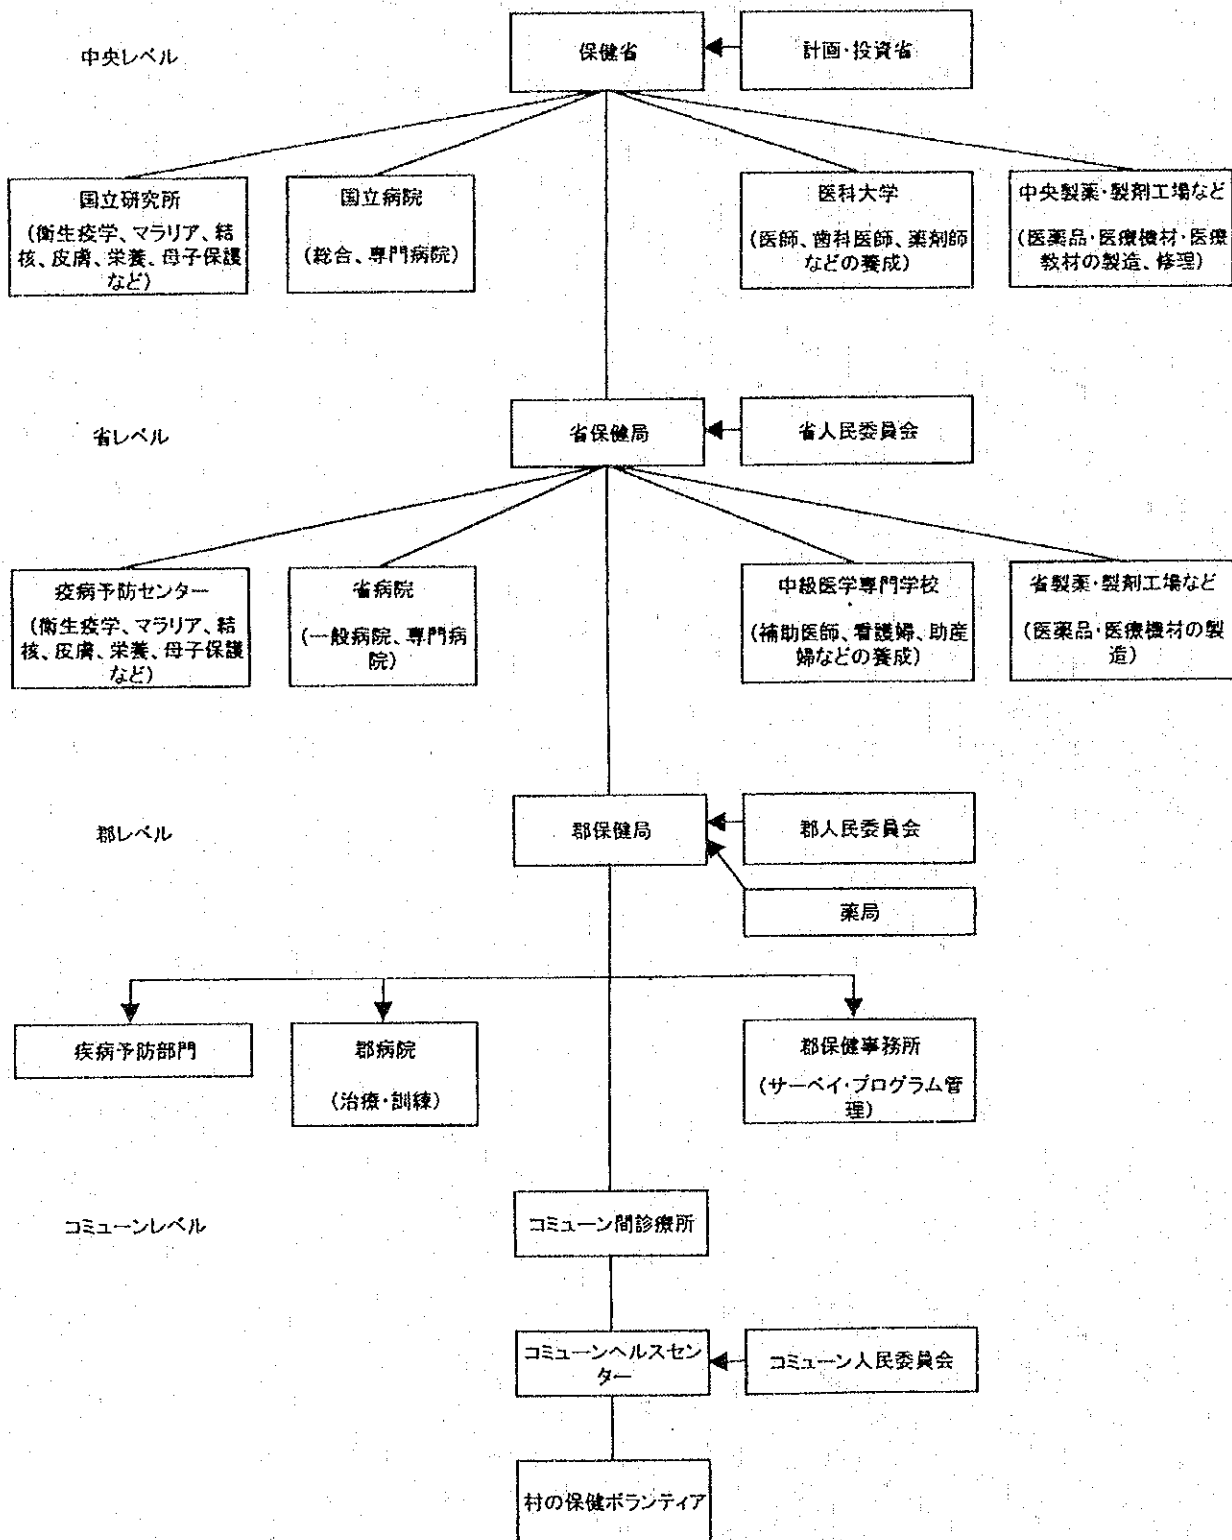 中央レベル
保健省
計画・投資省
国立研究所
(衛生疫学、マラリア、結
核、皮膚、栄養、母子保護
など)
国立病院
(総合、専門病院)
医科大学
(医師、歯科医師、薬剤師
などの養成)
中央製薬・製剤工場など
(医薬品・医療機材・医療
教材の製造、修理)
省レベル
省保健局
省人民委員会
疫病予防センター
(衛生疫学、マラリア、結
核、皮膚、栄養、母子保護
など)
省病院
(一般病院、専門病
院)
中級医学専門学校
(補助医師、看護婦、助産
婦などの養成)
省製薬・製剤工場など
(医薬品・医療機材の製
造)
郡レベル
郡保健局
郡人民委員会
薬局
疾病予防部門
郡病院
(治療・訓練)
郡保健事務所
(サーベイ・プログラム管
理)
コミューンレベル
コミューン間診療所
コミューンヘルスセン
ター
コミューン人民委員会
村の保健ボランティア